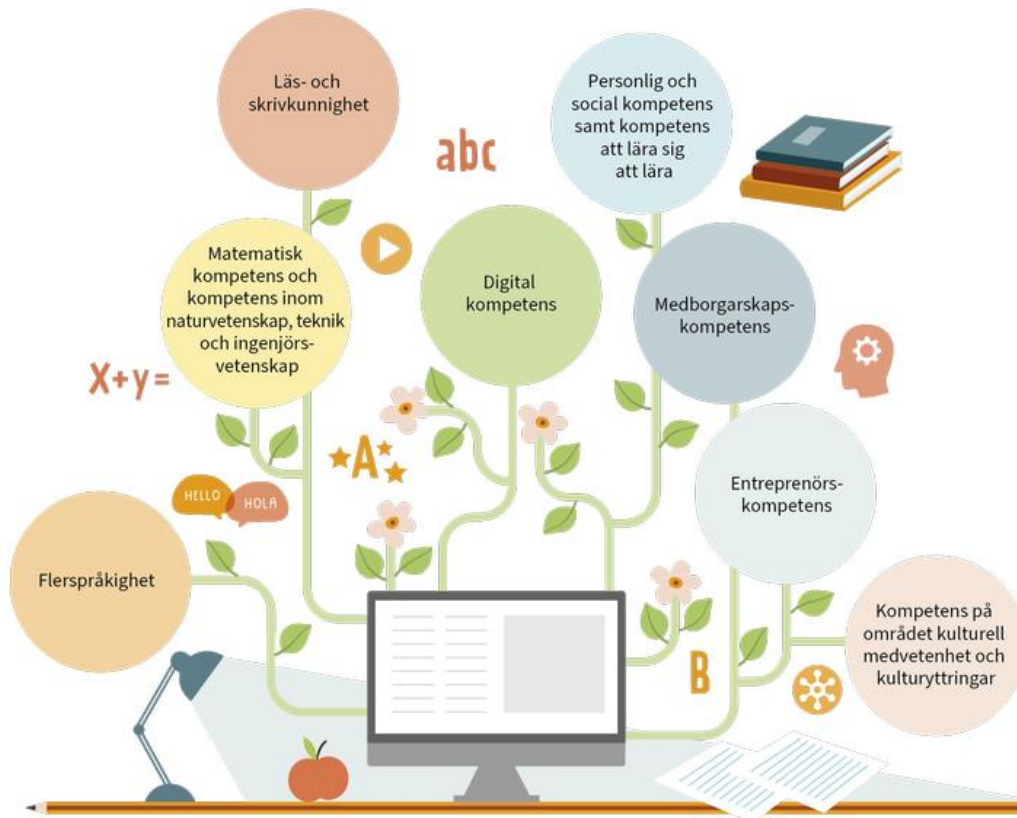 Läs- och
skrivkunnighet
Personlig och
social kompetens
samt kompetens
att lära sig
att lära
abc
Matematisk
kompetens och
kompetens inom
naturvetenskap, teknik
och ingenjörs-
vetenskap
Digital
kompetens
Medborgarskaps-
kompetens
x+y=
A
HELLO
HOLA
Entreprenörs-
kompetens
Flerspråkighet
Kompetens på
området kulturell
medvetenhet och
kulturyttringar
B